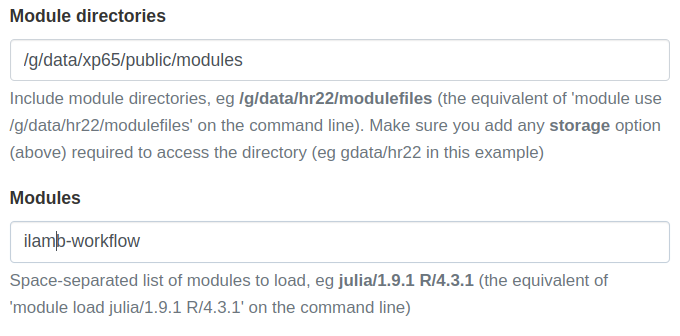 Module directories
/g/data/xp65/public/modules
Include module directories, eg /g/data/hr22/modulefiles (the equivalent of 'module use
/g/data/hr22/modulefiles' on the command line). Make sure you add any storage option
(above) required to access the directory (eg gdata/hr22 in this example)
Modules
ilamb-workflow
Space-separated list of modules to load, eg julia/1.9.1 R/4.3.1 (the equivalent of
'module load julia/1.9.1 R/4.3.1' on the command line)